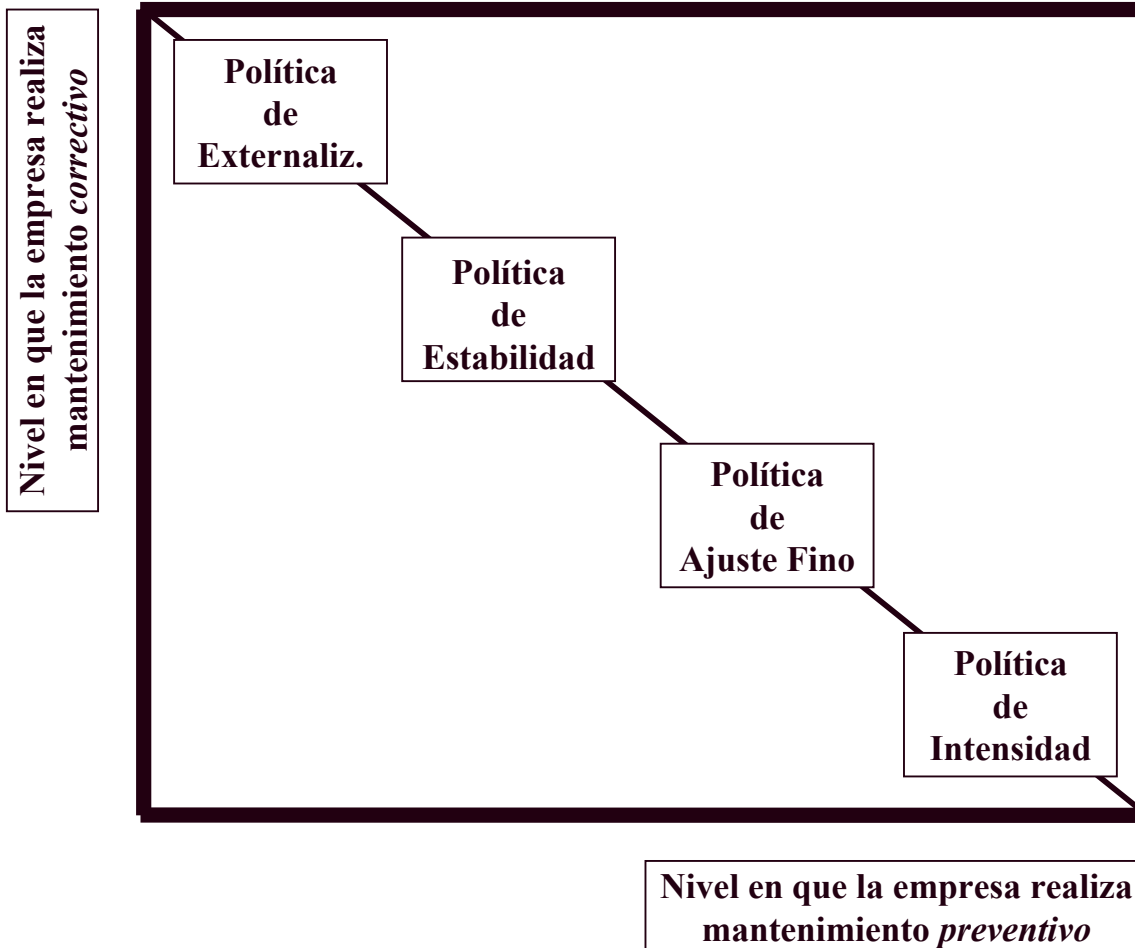 Nivel en que la empresa realiza
mantenimiento correctivo
Política
de
Externaliz.
Política
de
Estabilidad
Política
de
Ajuste Fino
Política
de
Intensidad
Nivel en que la empresa realiza
mantenimiento preventivo